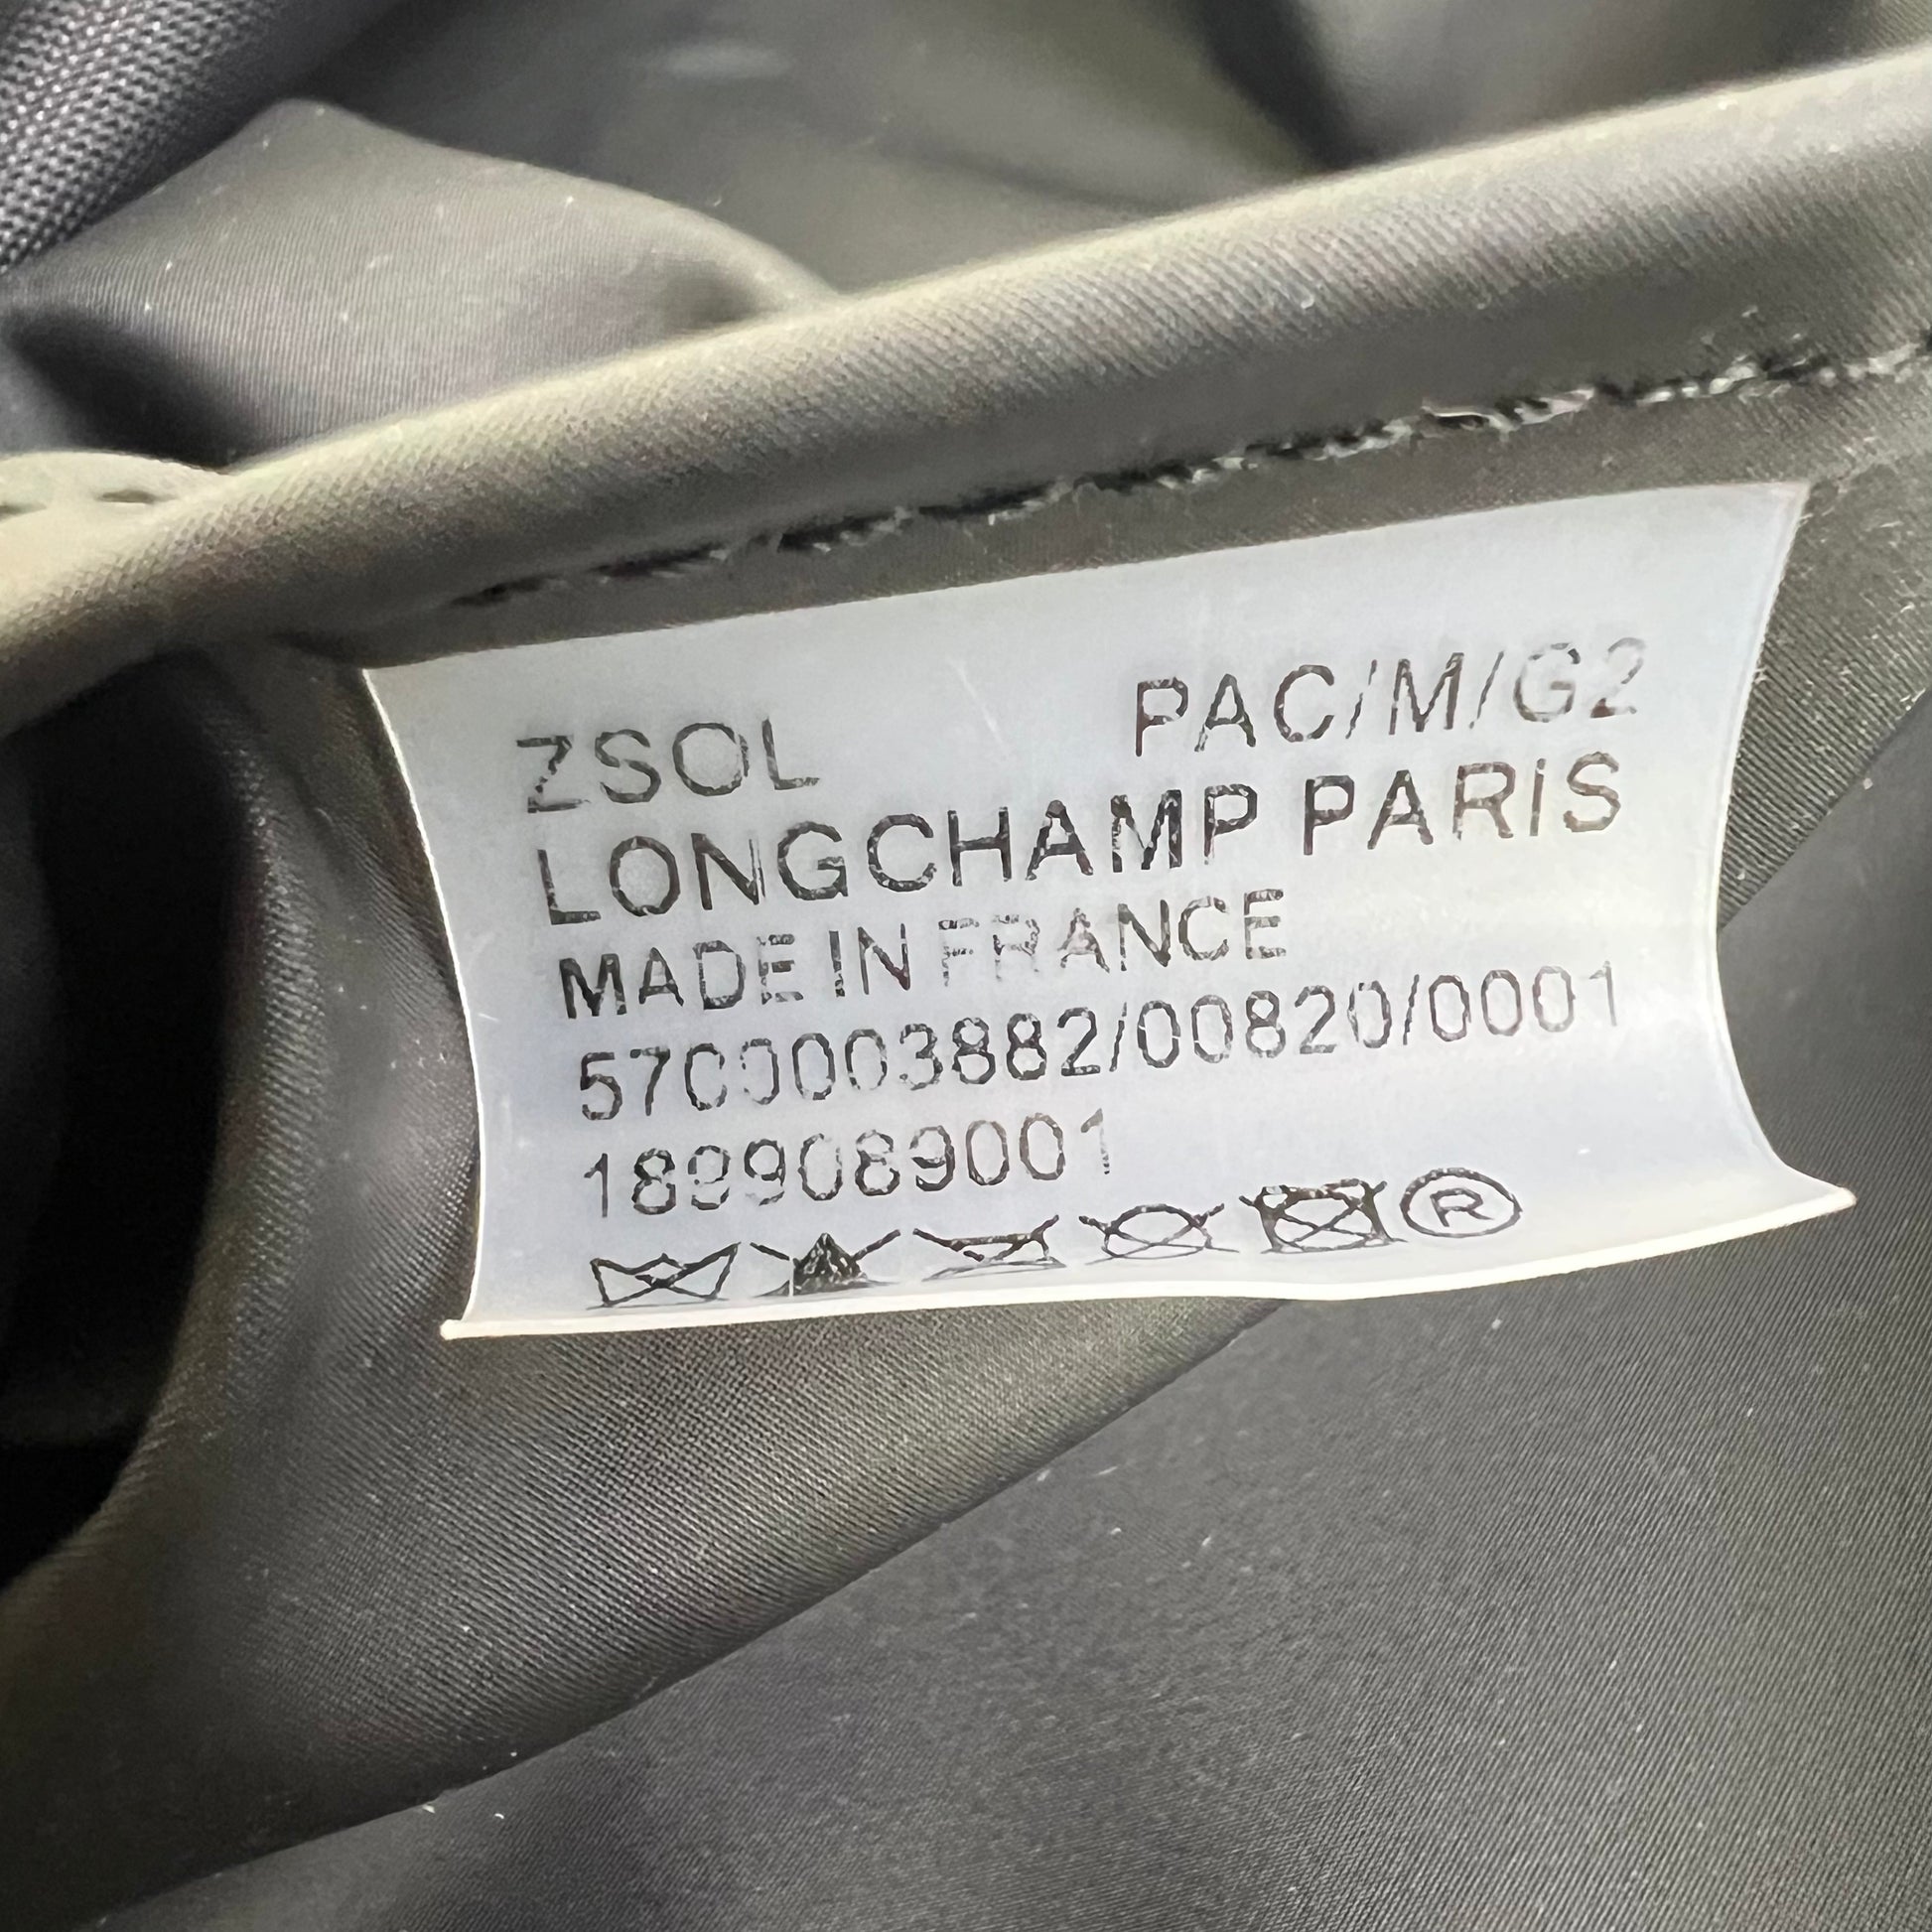 ZSOL PAC/M/G2
LONGCHAMP PARIS
MADE IN FRANCE
5700003882/00820/0001
1899089001
®